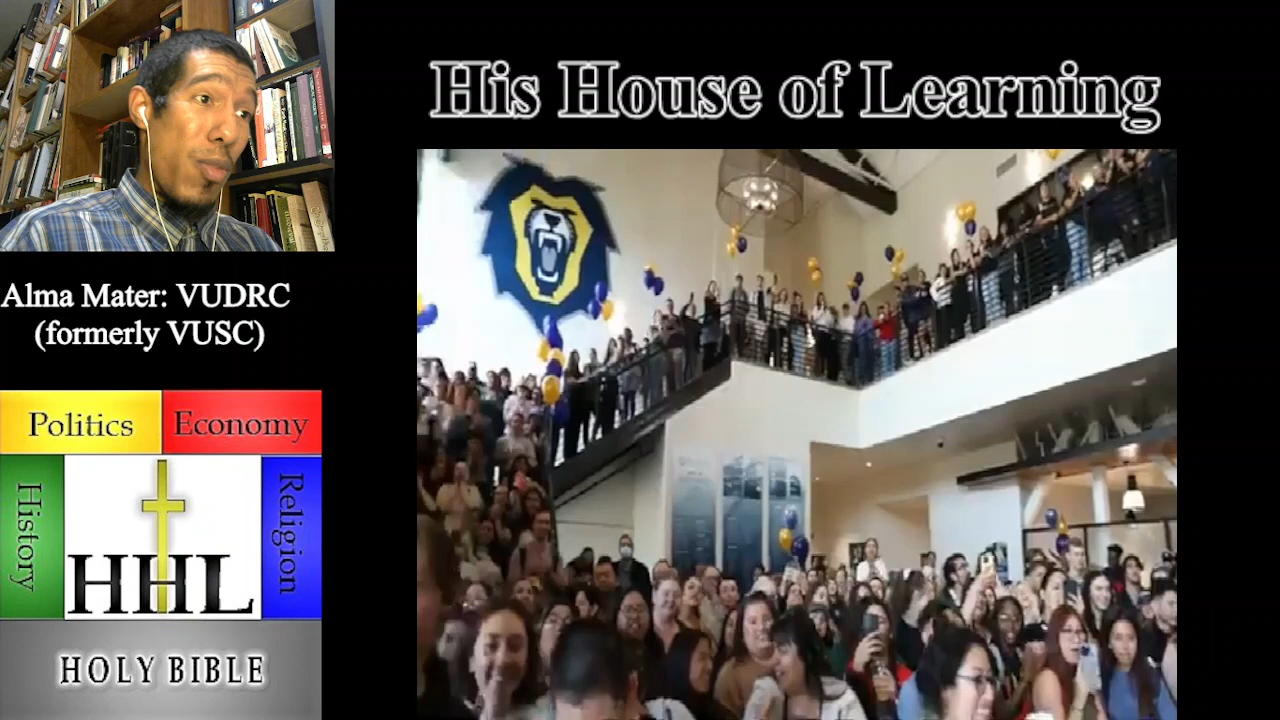 His House of Learning
Alma Mater: VUDRC
(formerly VUSC)
Politics
Economy
History
Religion
HHL
HOLY BIBLE